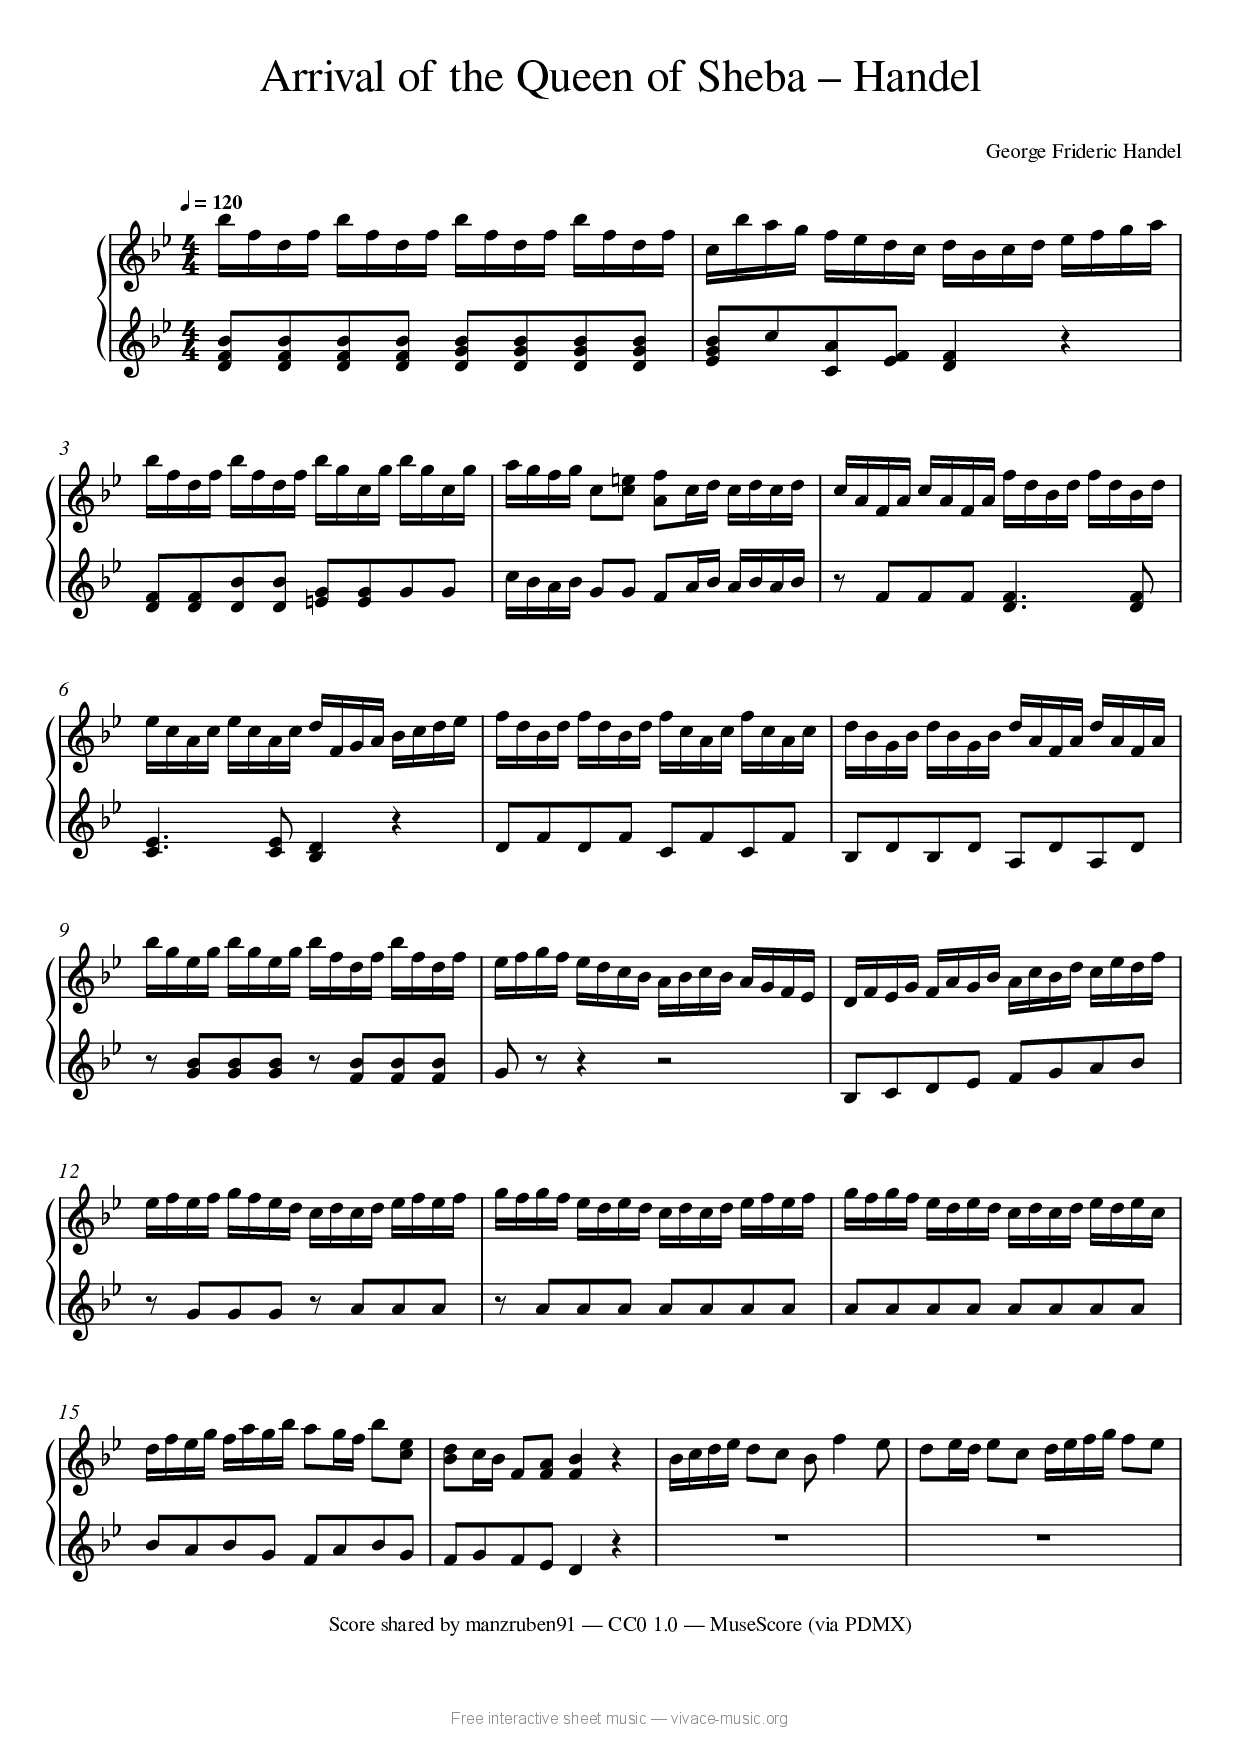 Arrival of the Queen of Sheba – Handel
George Frideric Handel
♩ = 120
3
6
9
12
15
Score shared by manzruben91 — CC0 1.0 — MuseScore (via PDMX)
Free interactive sheet music — vivace-music.org